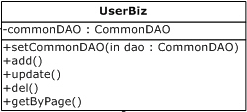 UserBiz
-commonDAO : CommonDAO
+setCommonDAO(in dao : CommonDAO)
+add()
+update()
+del()
+getByPage()